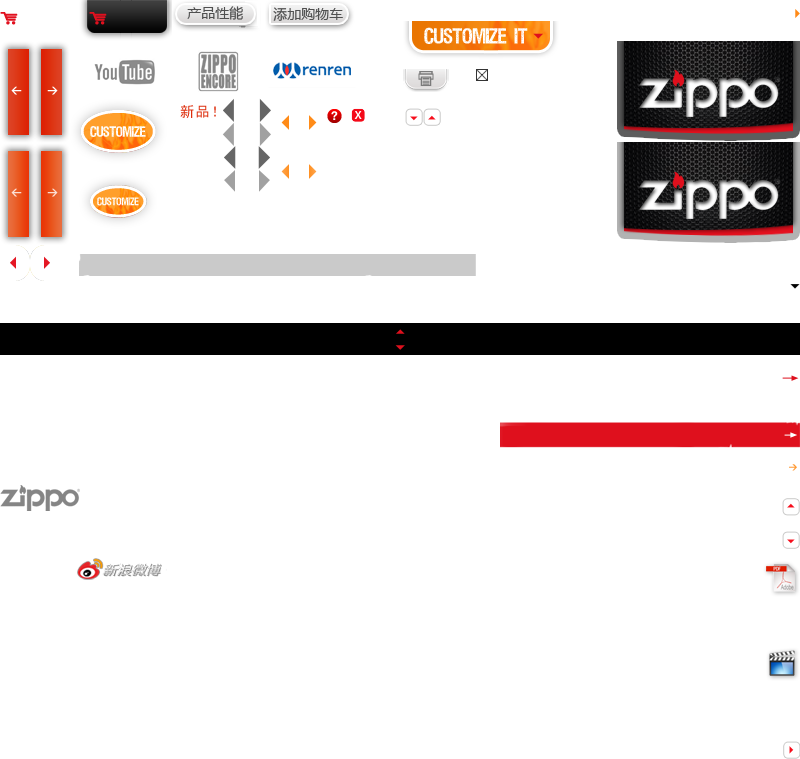 产品性能
添加购物车
CUSTOMIZE IT
YouTube
ZIPPO
ENCORE
renren
zippo
新品！
?
X
CUSTOMIZE
zippo
CUSTOMIZE
zippo
新浪微博
PDF
Adobe